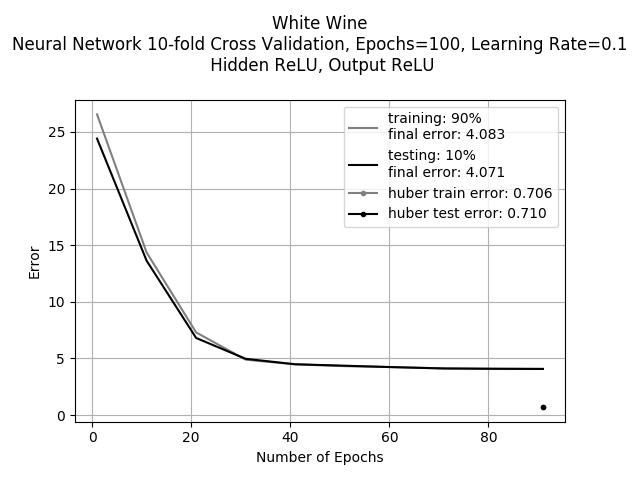 White Wine
Neural Network 10-fold Cross Validation, Epochs=100, Learning Rate=0.1
Hidden ReLU, Output ReLU
training: 90%
final error: 4.083
testing: 10%
final error: 4.071
huber train error: 0.706
huber test error: 0.710
Error
25
20
15
10
5
0
0
20
40
60
80
Number of Epochs